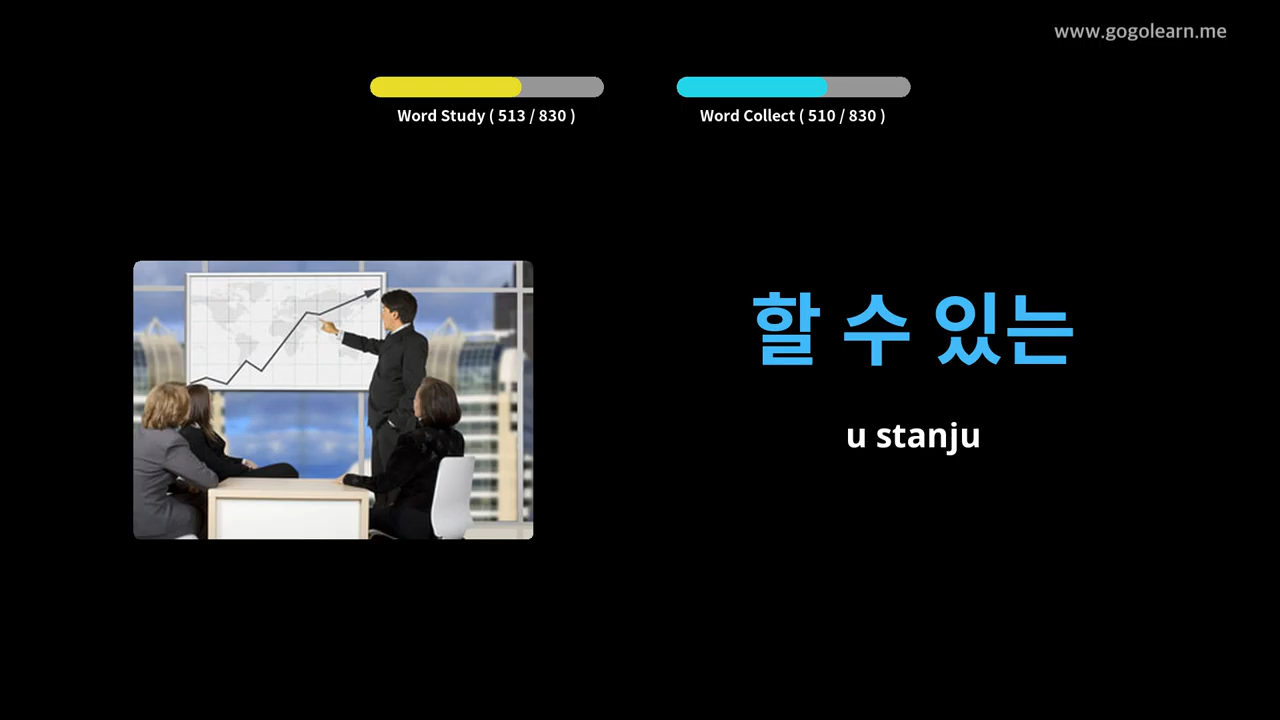 www.gogolearn.me
Word Study ( 513 / 830 )
Word Collect ( 510 / 830 )
할 수 있는
u stanju